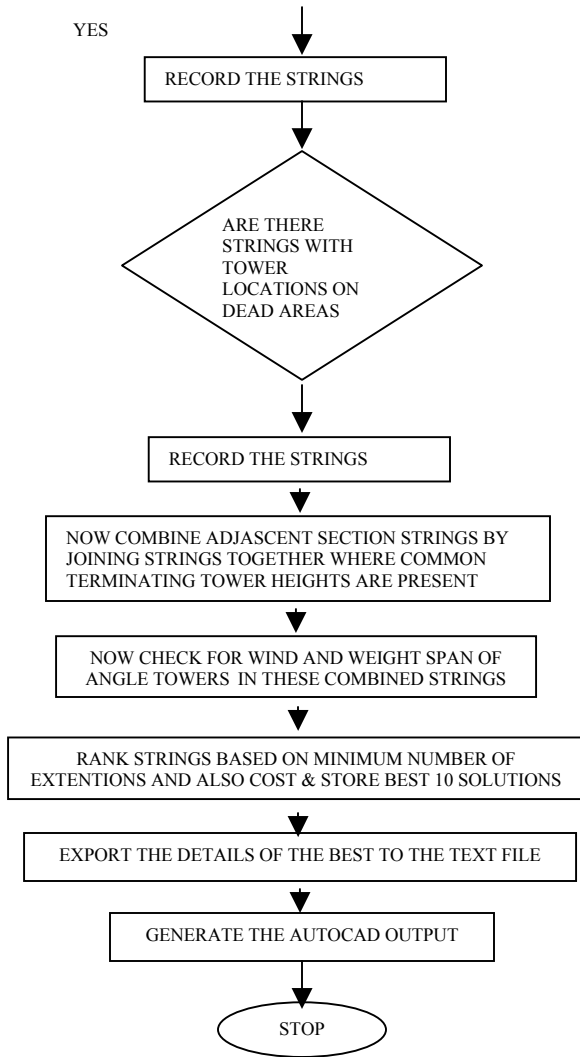 YES
RECORD THE STRINGS
ARE THERE
STRINGS WITH
TOWER
LOCATIONS ON
DEAD AREAS
RECORD THE STRINGS
NOW COMBINE ADJASCENT SECTION STRINGS BY
JOINING STRINGS TOGETHER WHERE COMMON
TERMINATING TOWER HEIGHTS ARE PRESENT
NOW CHECK FOR WIND AND WEIGHT SPAN OF
ANGLE TOWERS IN THESE COMBINED STRINGS
RANK STRINGS BASED ON MINIMUM NUMBER OF
EXTENTIONS AND ALSO COST & STORE BEST 10 SOLUTIONS
EXPORT THE DETAILS OF THE BEST TO THE TEXT FILE
GENERATE THE AUTOCAD OUTPUT
STOP